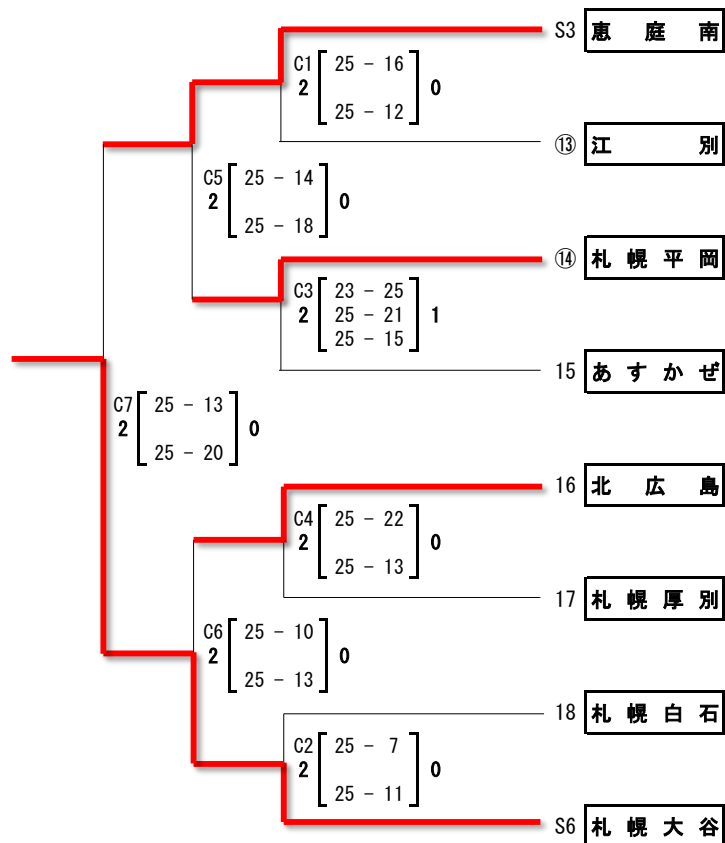 S3 恵庭南
C1 25 - 16
2 0
25 - 12
⑬ 江別
C5 25 - 14
2 0
25 - 18
⑭ 札幌平岡
C3 23 - 25
2 25 - 21 1
25 - 15
15 あすかぜ
C7 25 - 13
2 0
25 - 20
16 北広島
C4 25 - 22
2 0
25 - 13
17 札幌厚別
C6 25 - 10
2 0
25 - 13
18 札幌白石
C2 25 - 7
2 0
25 - 11
S6 札幌大谷